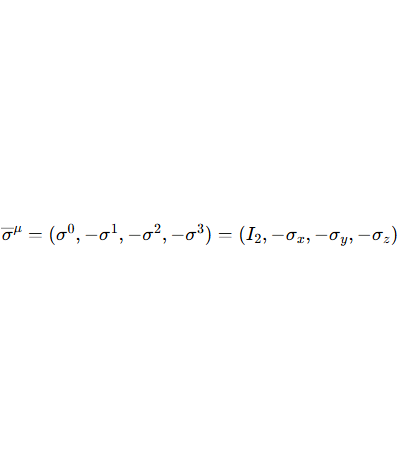 σ̅^μ = (σ^0, −σ^1, −σ^2, −σ^3) = (I_2, −σ_x, −σ_y, −σ_z)